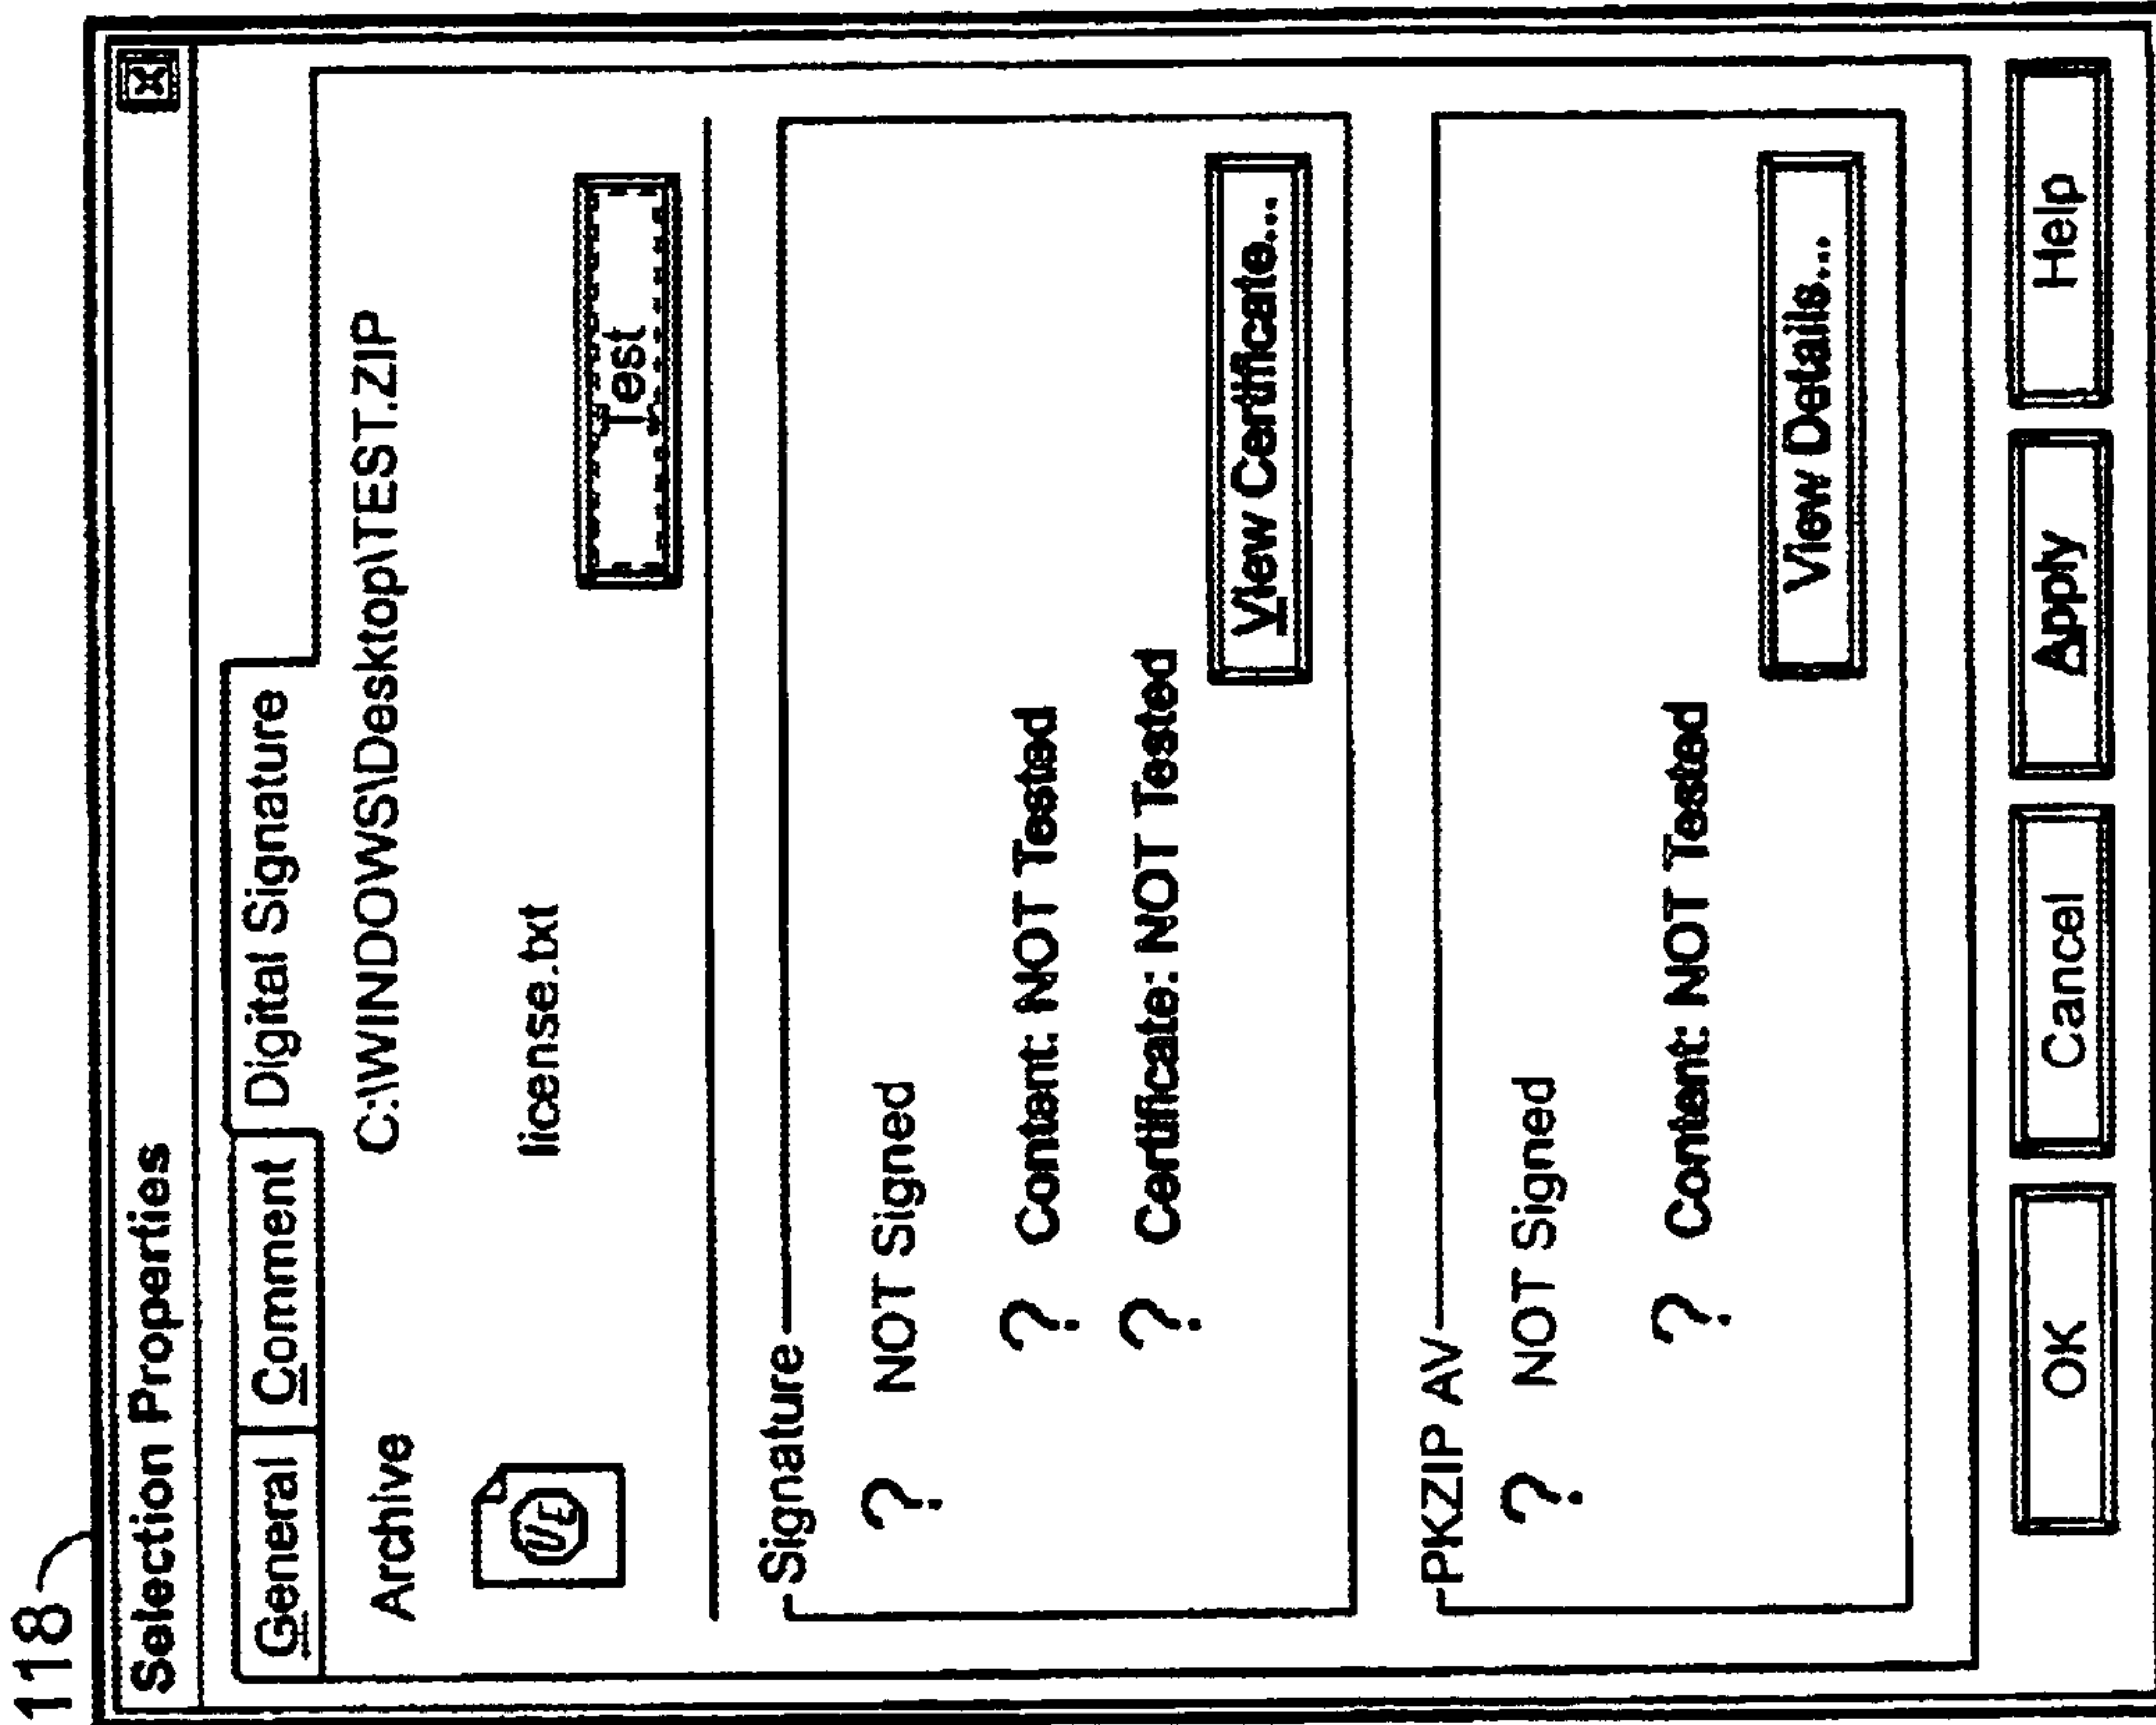 118
Selection Properties
General Comment Digital Signature
Archive C:\WINDOWS\Desktop\TEST.ZIP
license.txt
Test
Signature
? NOT Signed
? Content: NOT Tested
? Certificate: NOT Tested
View Certificate...
PKZIP AV
? NOT Signed
? Content: NOT Tested
View Details...
OK Cancel Apply Help